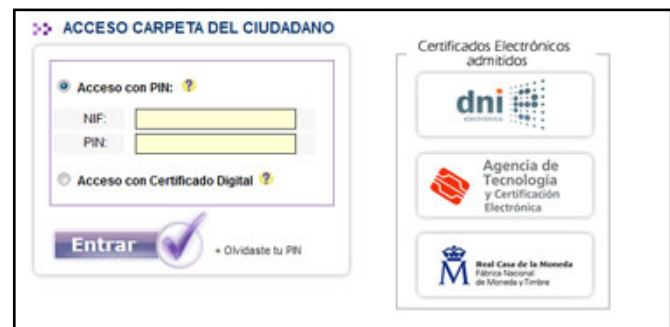 ACCESO CARPETA DEL CIUDADANO
Acceso con PIN: ?
NIF:
PIN:
Acceso con Certificado Digital ?
Entrar
+ Olvidaste tu PIN
Certificados Electrónicos
admitidos
dni
electrónico
Agencia de
Tecnología
y Certificación
Electrónica
M
Real Casa de la Moneda
Fábrica Nacional
de Moneda y Timbre